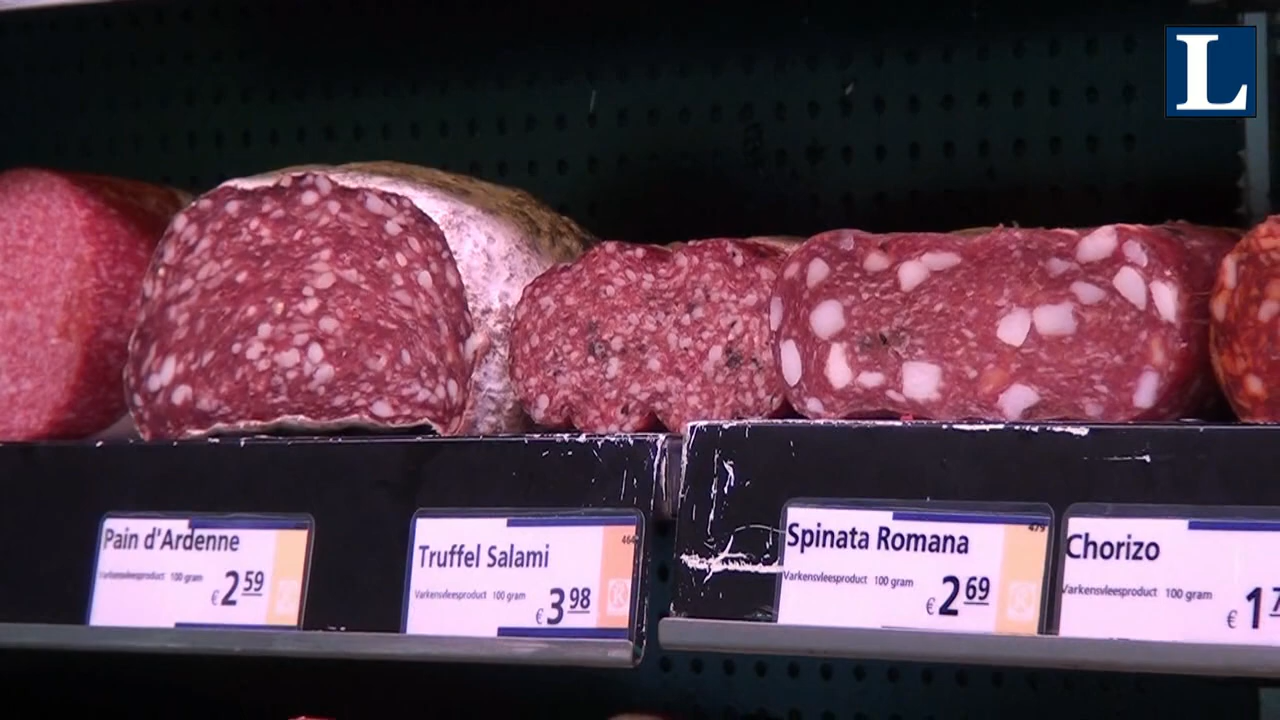 L
Pain d'Ardenne
Varkensvleesproduct 100 gram
€ 2 59
Truffel Salami
464
Varkensvleesproduct 100 gram
€ 3 98
Spinata Romana
479
Varkensvleesproduct 100 gram
€ 2 69
Chorizo
Varkensvleesproduct 100 gram
€ 1 7